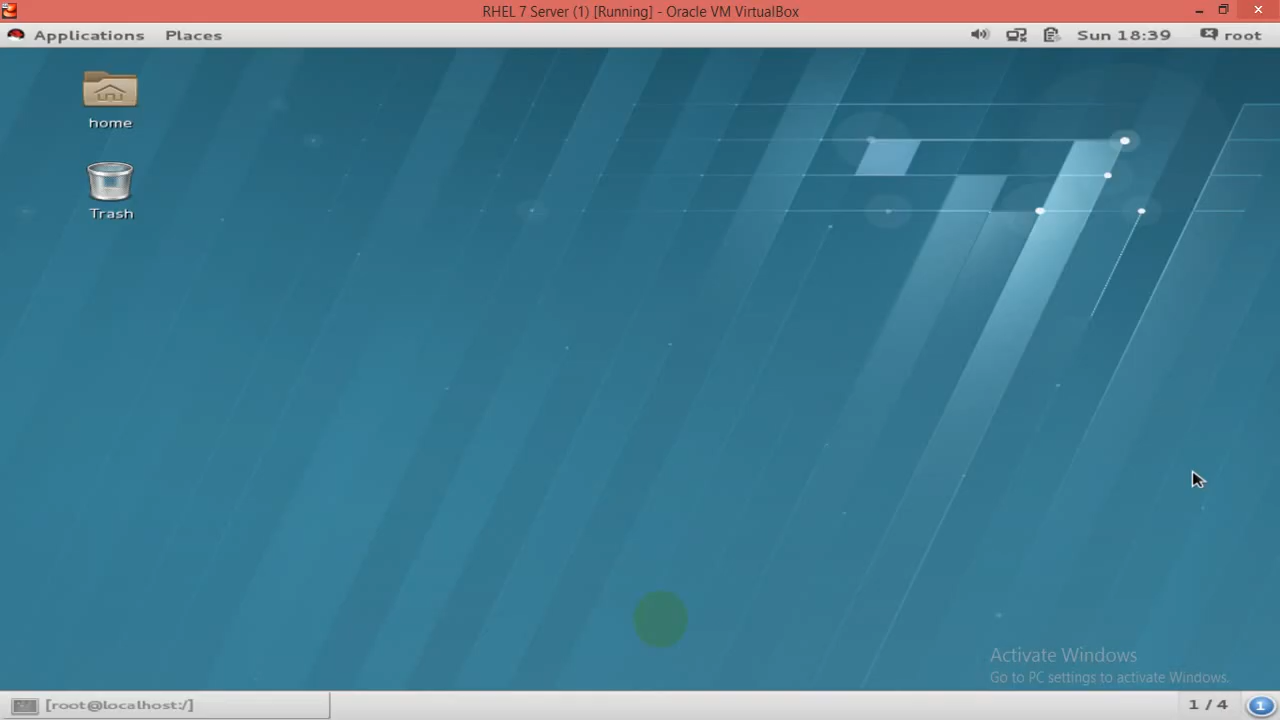 RHEL 7 Server (1) [Running] - Oracle VM VirtualBox
Applications Places Sun 18:39 root
home
Trash
Activate Windows
Go to PC settings to activate Windows.
[root@localhost:/] 1 / 4 1